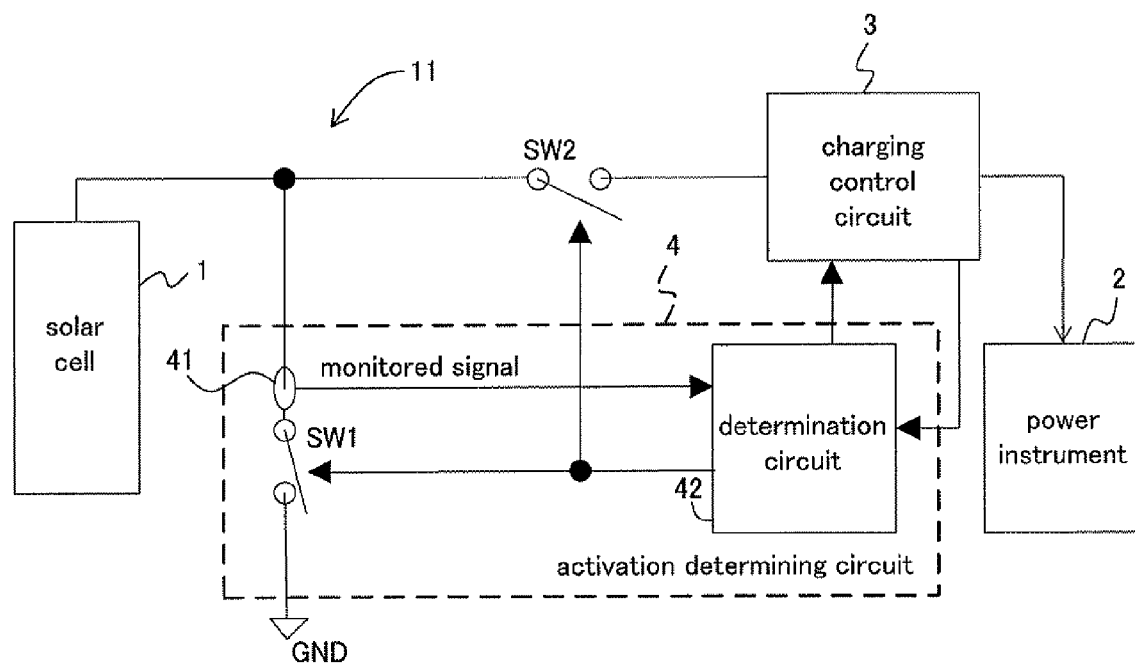 11
3
SW2
charging
control
circuit
1
4
2
solar
cell
41
monitored signal
SW1
determination
circuit
power
instrument
42
activation determining circuit
GND